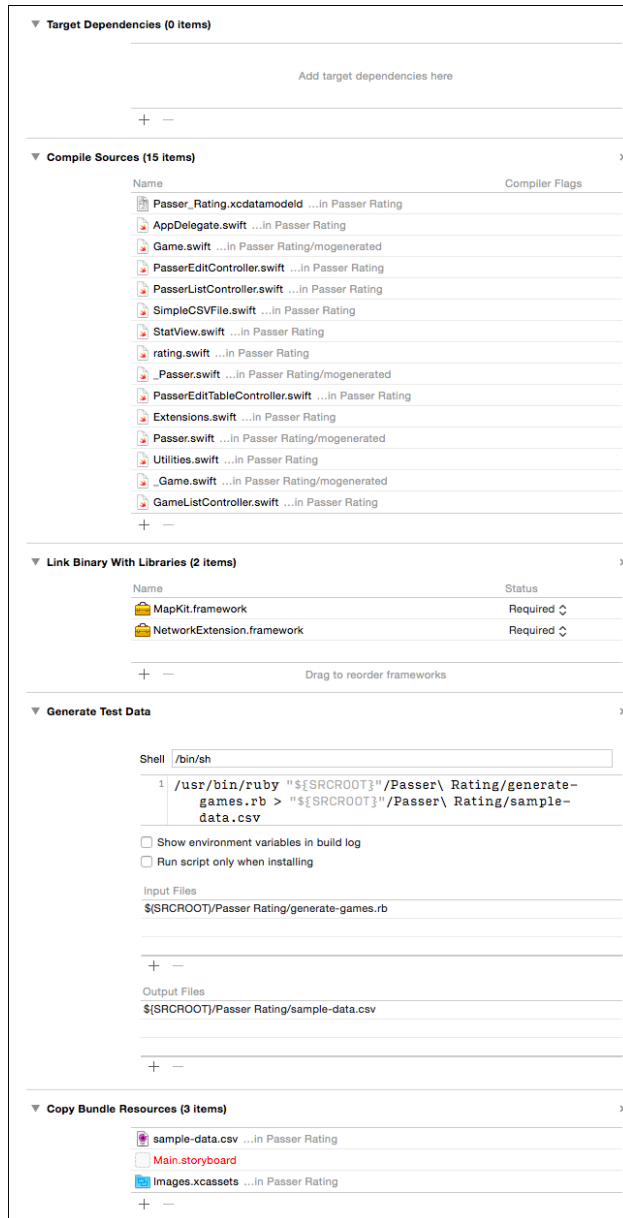 Target Dependencies (0 items)
Add target dependencies here
Compile Sources (15 items)
Name Compiler Flags
Passer_Rating.xcdatamodeld ...in Passer Rating
AppDelegate.swift ...in Passer Rating
Game.swift ...in Passer Rating/mogenerated
PasserEditController.swift ...in Passer Rating
PasserListController.swift ...in Passer Rating
SimpleCSVFile.swift ...in Passer Rating
StatView.swift ...in Passer Rating
rating.swift ...in Passer Rating
_Passer.swift ...in Passer Rating/mogenerated
PasserEditTableController.swift ...in Passer Rating
Extensions.swift ...in Passer Rating
Passer.swift ...in Passer Rating/mogenerated
Utilities.swift ...in Passer Rating
_Game.swift ...in Passer Rating/mogenerated
GameListController.swift ...in Passer Rating
Link Binary With Libraries (2 items)
Name Status
MapKit.framework Required
NetworkExtension.framework Required
Drag to reorder frameworks
Generate Test Data
Shell /bin/sh
1 /usr/bin/ruby "${SRCROOT}"/Passer\ Rating/generate-
games.rb > "${SRCROOT}"/Passer\ Rating/sample-
data.csv
Show environment variables in build log
Run script only when installing
Input Files
${SRCROOT}/Passer Rating/generate-games.rb
Output Files
${SRCROOT}/Passer Rating/sample-data.csv
Copy Bundle Resources (3 items)
sample-data.csv ...in Passer Rating
Main.storyboard
Images.xcassets ...in Passer Rating